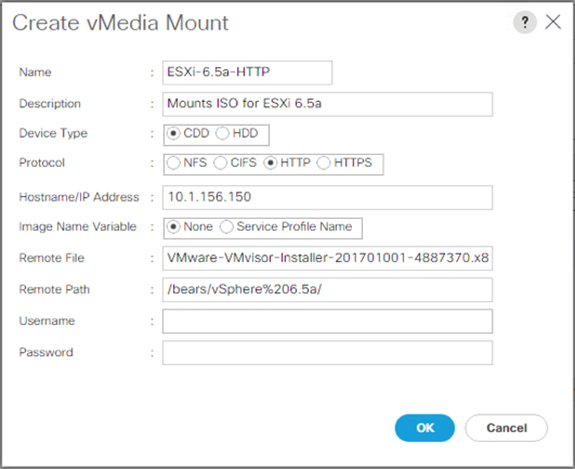 Create vMedia Mount ?
Name : ESXi-6.5a-HTTP
Description : Mounts ISO for ESXi 6.5a
Device Type : CDD HDD
Protocol : NFS CIFS HTTP HTTPS
Hostname/IP Address : 10.1.156.150
Image Name Variable : None Service Profile Name
Remote File : VMware-VMvisor-Installer-201701001-4887370.x8
Remote Path : /bears/vSphere%206.5a/
Username :
Password :
OK Cancel